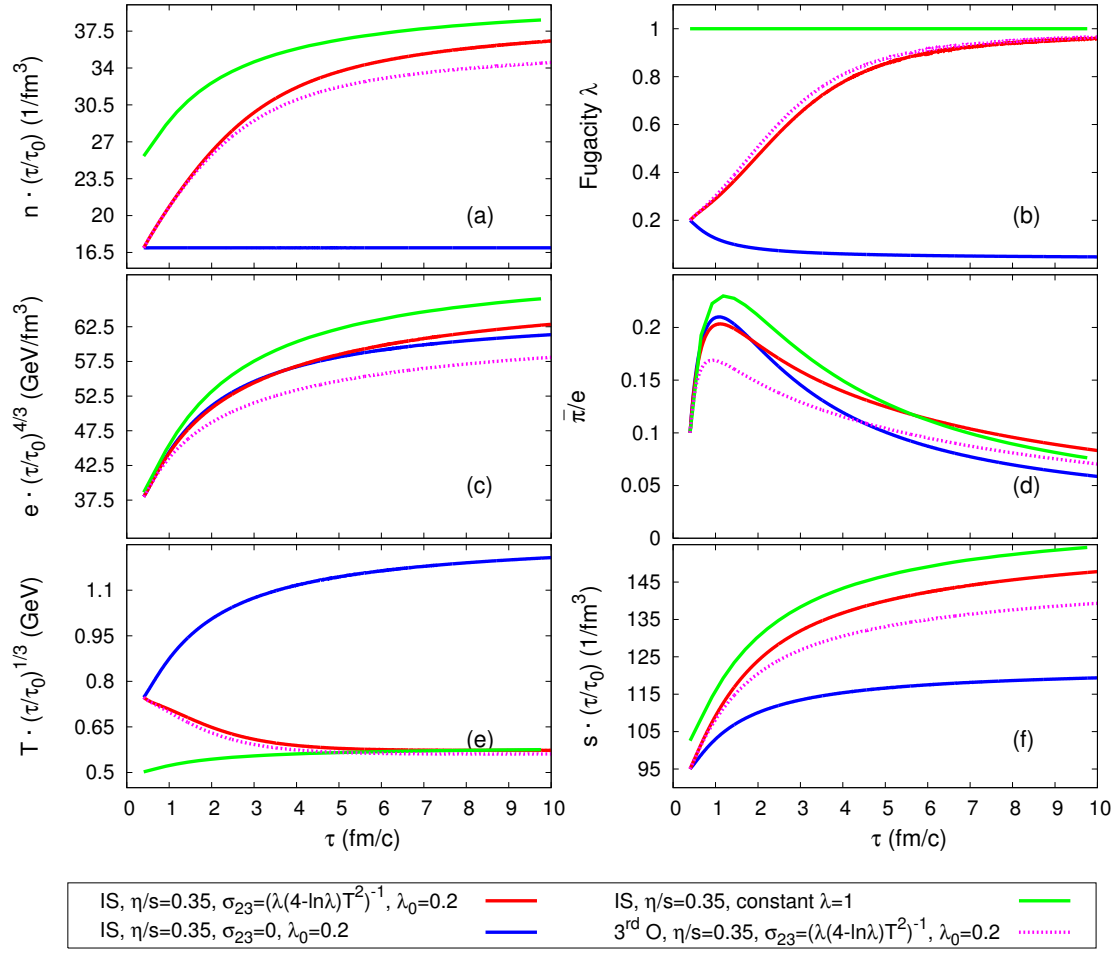 37.5
34
30.5
27
23.5
20
16.5
n · (τ/τ₀) (1/fm³)
(a)
1
0.8
0.6
0.4
0.2
Fugacity λ
(b)
62.5
57.5
52.5
47.5
42.5
37.5
e · (τ/τ₀)^4/3 (GeV/fm³)
(c)
0.2
0.15
0.1
0.05
0
π̄/e
(d)
1.1
0.95
0.8
0.65
0.5
T · (τ/τ₀)^1/3 (GeV)
(e)
0 1 2 3 4 5 6 7 8 9 10
τ (fm/c)
145
135
125
115
105
95
s · (τ/τ₀) (1/fm³)
(f)
0 1 2 3 4 5 6 7 8 9 10
τ (fm/c)
IS, η/s=0.35, σ₂₃=(λ(4-lnλ)T²)⁻¹, λ₀=0.2
IS, η/s=0.35, σ₂₃=0, λ₀=0.2
IS, η/s=0.35, constant λ=1
3ʳᵈ O, η/s=0.35, σ₂₃=(λ(4-lnλ)T²)⁻¹, λ₀=0.2